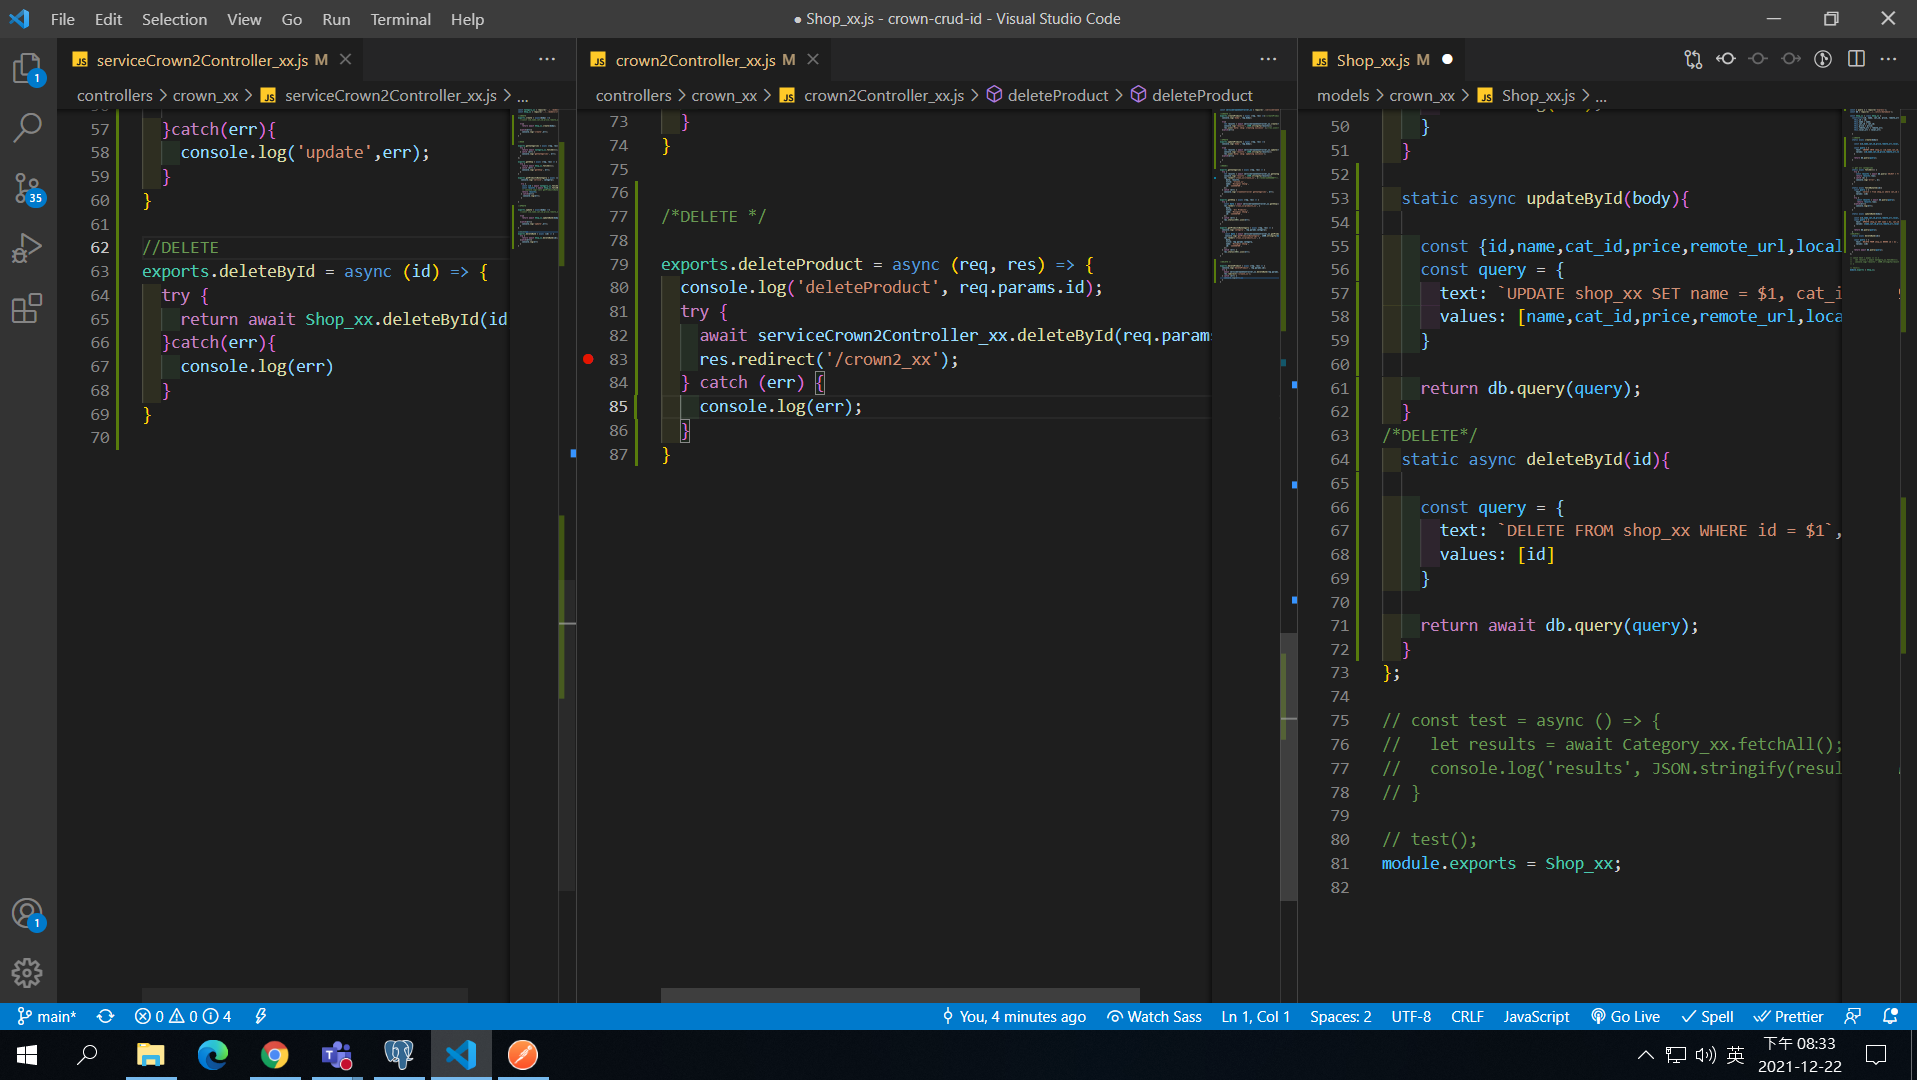 File Edit Selection View Go Run Terminal Help
● Shop_xx.js - crown-crud-id - Visual Studio Code
serviceCrown2Controller_xx.js M
controllers > crown_xx > serviceCrown2Controller_xx.js > ...
57 }catch(err){
58 console.log('update',err);
59 }
60 }
61
62 //DELETE
63 exports.deleteById = async (id) => {
64 try {
65 return await Shop_xx.deleteById(id
66 }catch(err){
67 console.log(err)
68 }
69 }
70
crown2Controller_xx.js M
controllers > crown_xx > crown2Controller_xx.js > deleteProduct > deleteProduct
73 }
74 }
75
76
77 /*DELETE */
78
79 exports.deleteProduct = async (req, res) => {
80 console.log('deleteProduct', req.params.id);
81 try {
82 await serviceCrown2Controller_xx.deleteById(req.params
83 res.redirect('/crown2_xx');
84 } catch (err) {
85 console.log(err);
86 }
87 }
Shop_xx.js M ●
models > crown_xx > Shop_xx.js > ...
50 }
51 }
52
53 static async updateById(body){
54
55 const {id,name,cat_id,price,remote_url,local
56 const query = {
57 text: `UPDATE shop_xx SET name = $1, cat_i
58 values: [name,cat_id,price,remote_url,loca
59 }
60
61 return db.query(query);
62 }
63 /*DELETE*/
64 static async deleteById(id){
65
66 const query = {
67 text: `DELETE FROM shop_xx WHERE id = $1`,
68 values: [id]
69 }
70
71 return await db.query(query);
72 }
73 };
74
75 // const test = async () => {
76 // let results = await Category_xx.fetchAll();
77 // console.log('results', JSON.stringify(resul
78 // }
79
80 // test();
81 module.exports = Shop_xx;
82
1
35
1
main* 0 0 4 You, 4 minutes ago Watch Sass Ln 1, Col 1 Spaces: 2 UTF-8 CRLF JavaScript Go Live Spell Prettier
英 下午 08:33
2021-12-22